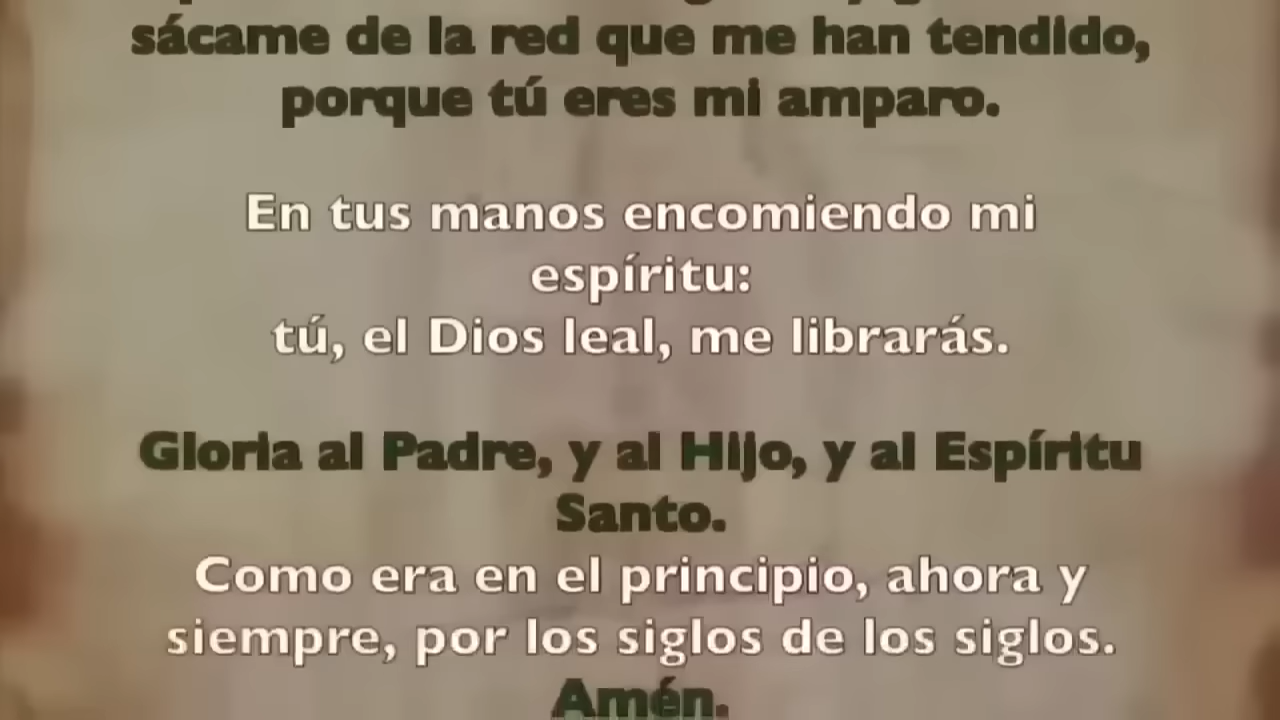 sácame de la red que me han tendido,
porque tú eres mi amparo.
En tus manos encomiendo mi
espíritu:
tú, el Dios leal, me librarás.
Gloria al Padre, y al Hijo, y al Espíritu
Santo.
Como era en el principio, ahora y
siempre, por los siglos de los siglos.
Amén.